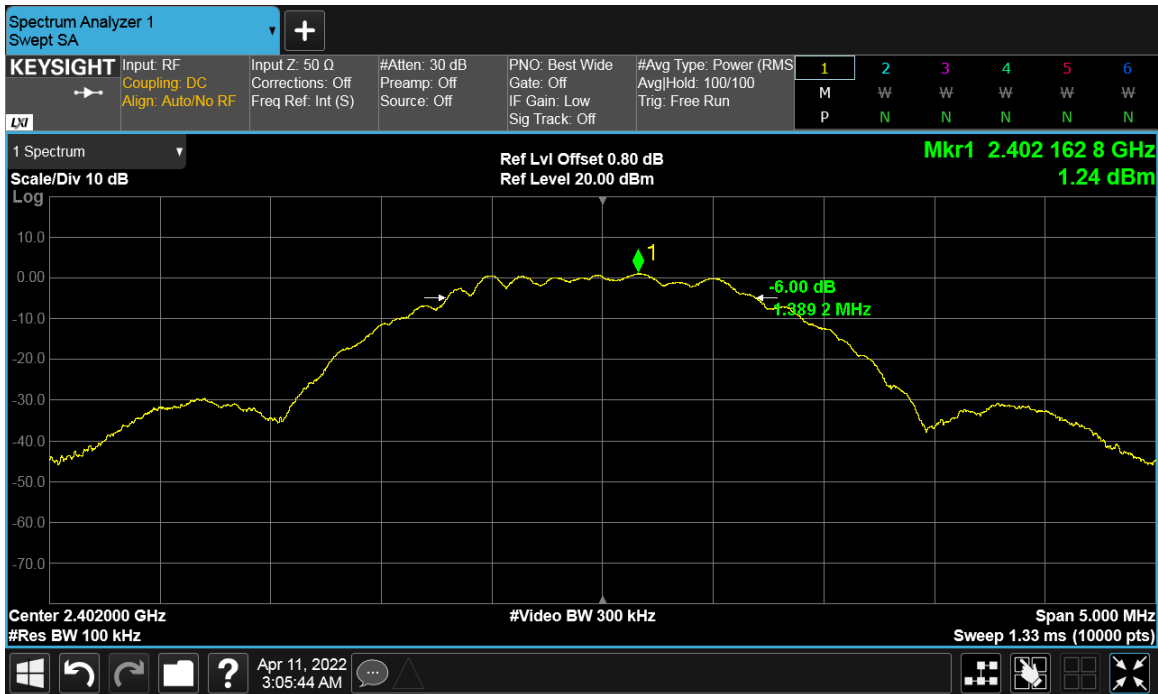 Spectrum Analyzer 1
Swept SA
KEYSIGHT
LXI
Input: RF
Coupling: DC
Align: Auto/No RF
Input Z: 50 Ω
Corrections: Off
Freq Ref: Int (S)
#Atten: 30 dB
Preamp: Off
Source: Off
PNO: Best Wide
Gate: Off
IF Gain: Low
Sig Track: Off
#Avg Type: Power (RMS
Avg|Hold: 100/100
Trig: Free Run
1 2 3 4 5 6
M W W W W W
P N N N N N
1 Spectrum
Scale/Div 10 dB
Ref Lvl Offset 0.80 dB
Ref Level 20.00 dBm
Mkr1 2.402 162 8 GHz
1.24 dBm
Log
10.0
0.00
-10.0
-20.0
-30.0
-40.0
-50.0
-60.0
-70.0
1
-6.00 dB
1.389 2 MHz
Center 2.402000 GHz
#Res BW 100 kHz
#Video BW 300 kHz
Span 5.000 MHz
Sweep 1.33 ms (10000 pts)
?
Apr 11, 2022
3:05:44 AM